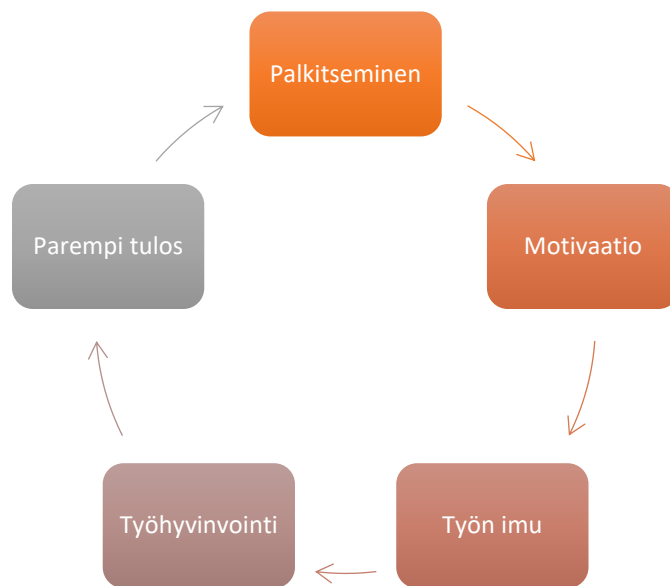 Palkitseminen
Motivaatio
Työn imu
Työhyvinvointi
Parempi tulos